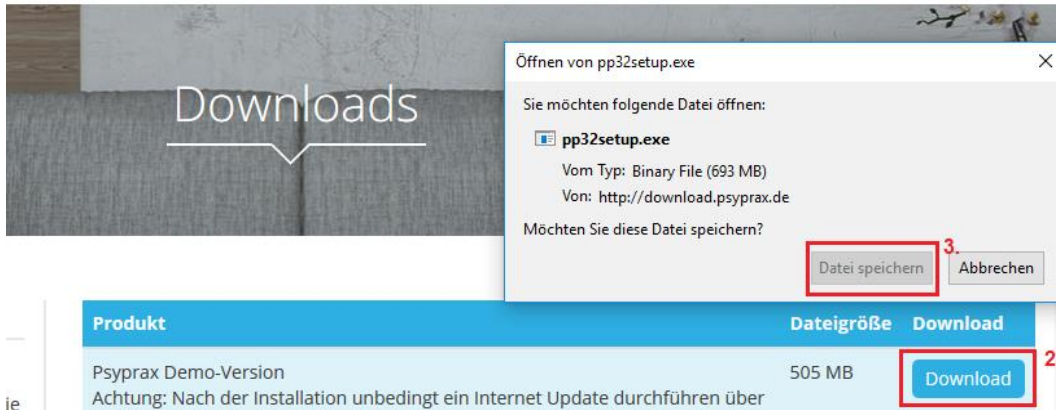 Downloads
Öffnen von pp32setup.exe
Sie möchten folgende Datei öffnen:
pp32setup.exe
Vom Typ: Binary File (693 MB)
Von: http://download.psyprax.de
Möchten Sie diese Datei speichern?
3.
Datei speichern Abbrechen
Produkt Dateigröße Download
Psyprax Demo-Version 505 MB Download 2
Achtung: Nach der Installation unbedingt ein Internet Update durchführen über
ie